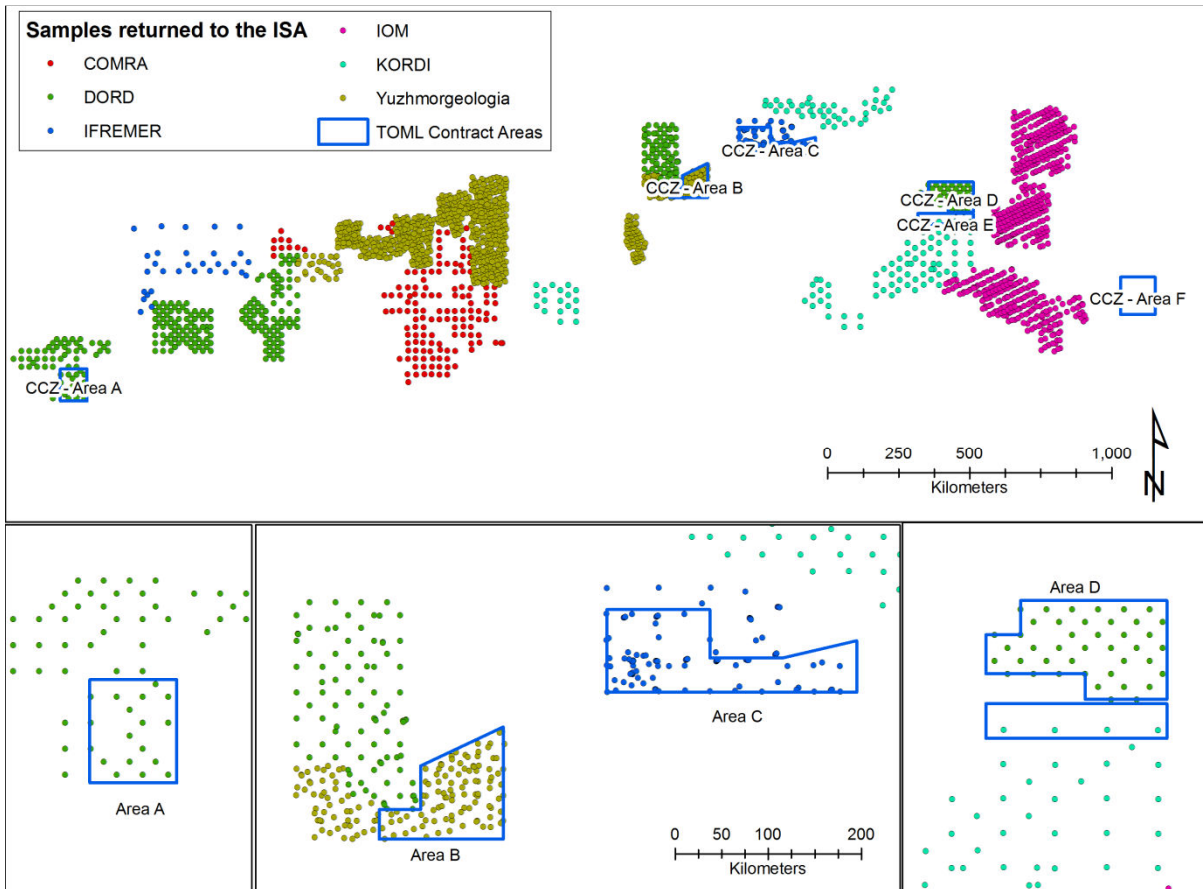 Samples returned to the ISA
COMRA
DORD
IFREMER
IOM
KORDI
Yuzhmorgeologia
TOML Contract Areas
CCZ - Area C
CCZ - Area B
CCZ - Area D
CCZ - Area E
CCZ - Area F
CCZ - Area A
0 250 500 1,000
Kilometers
N
Area A
Area B
Area C
0 50 100 200
Kilometers
Area D